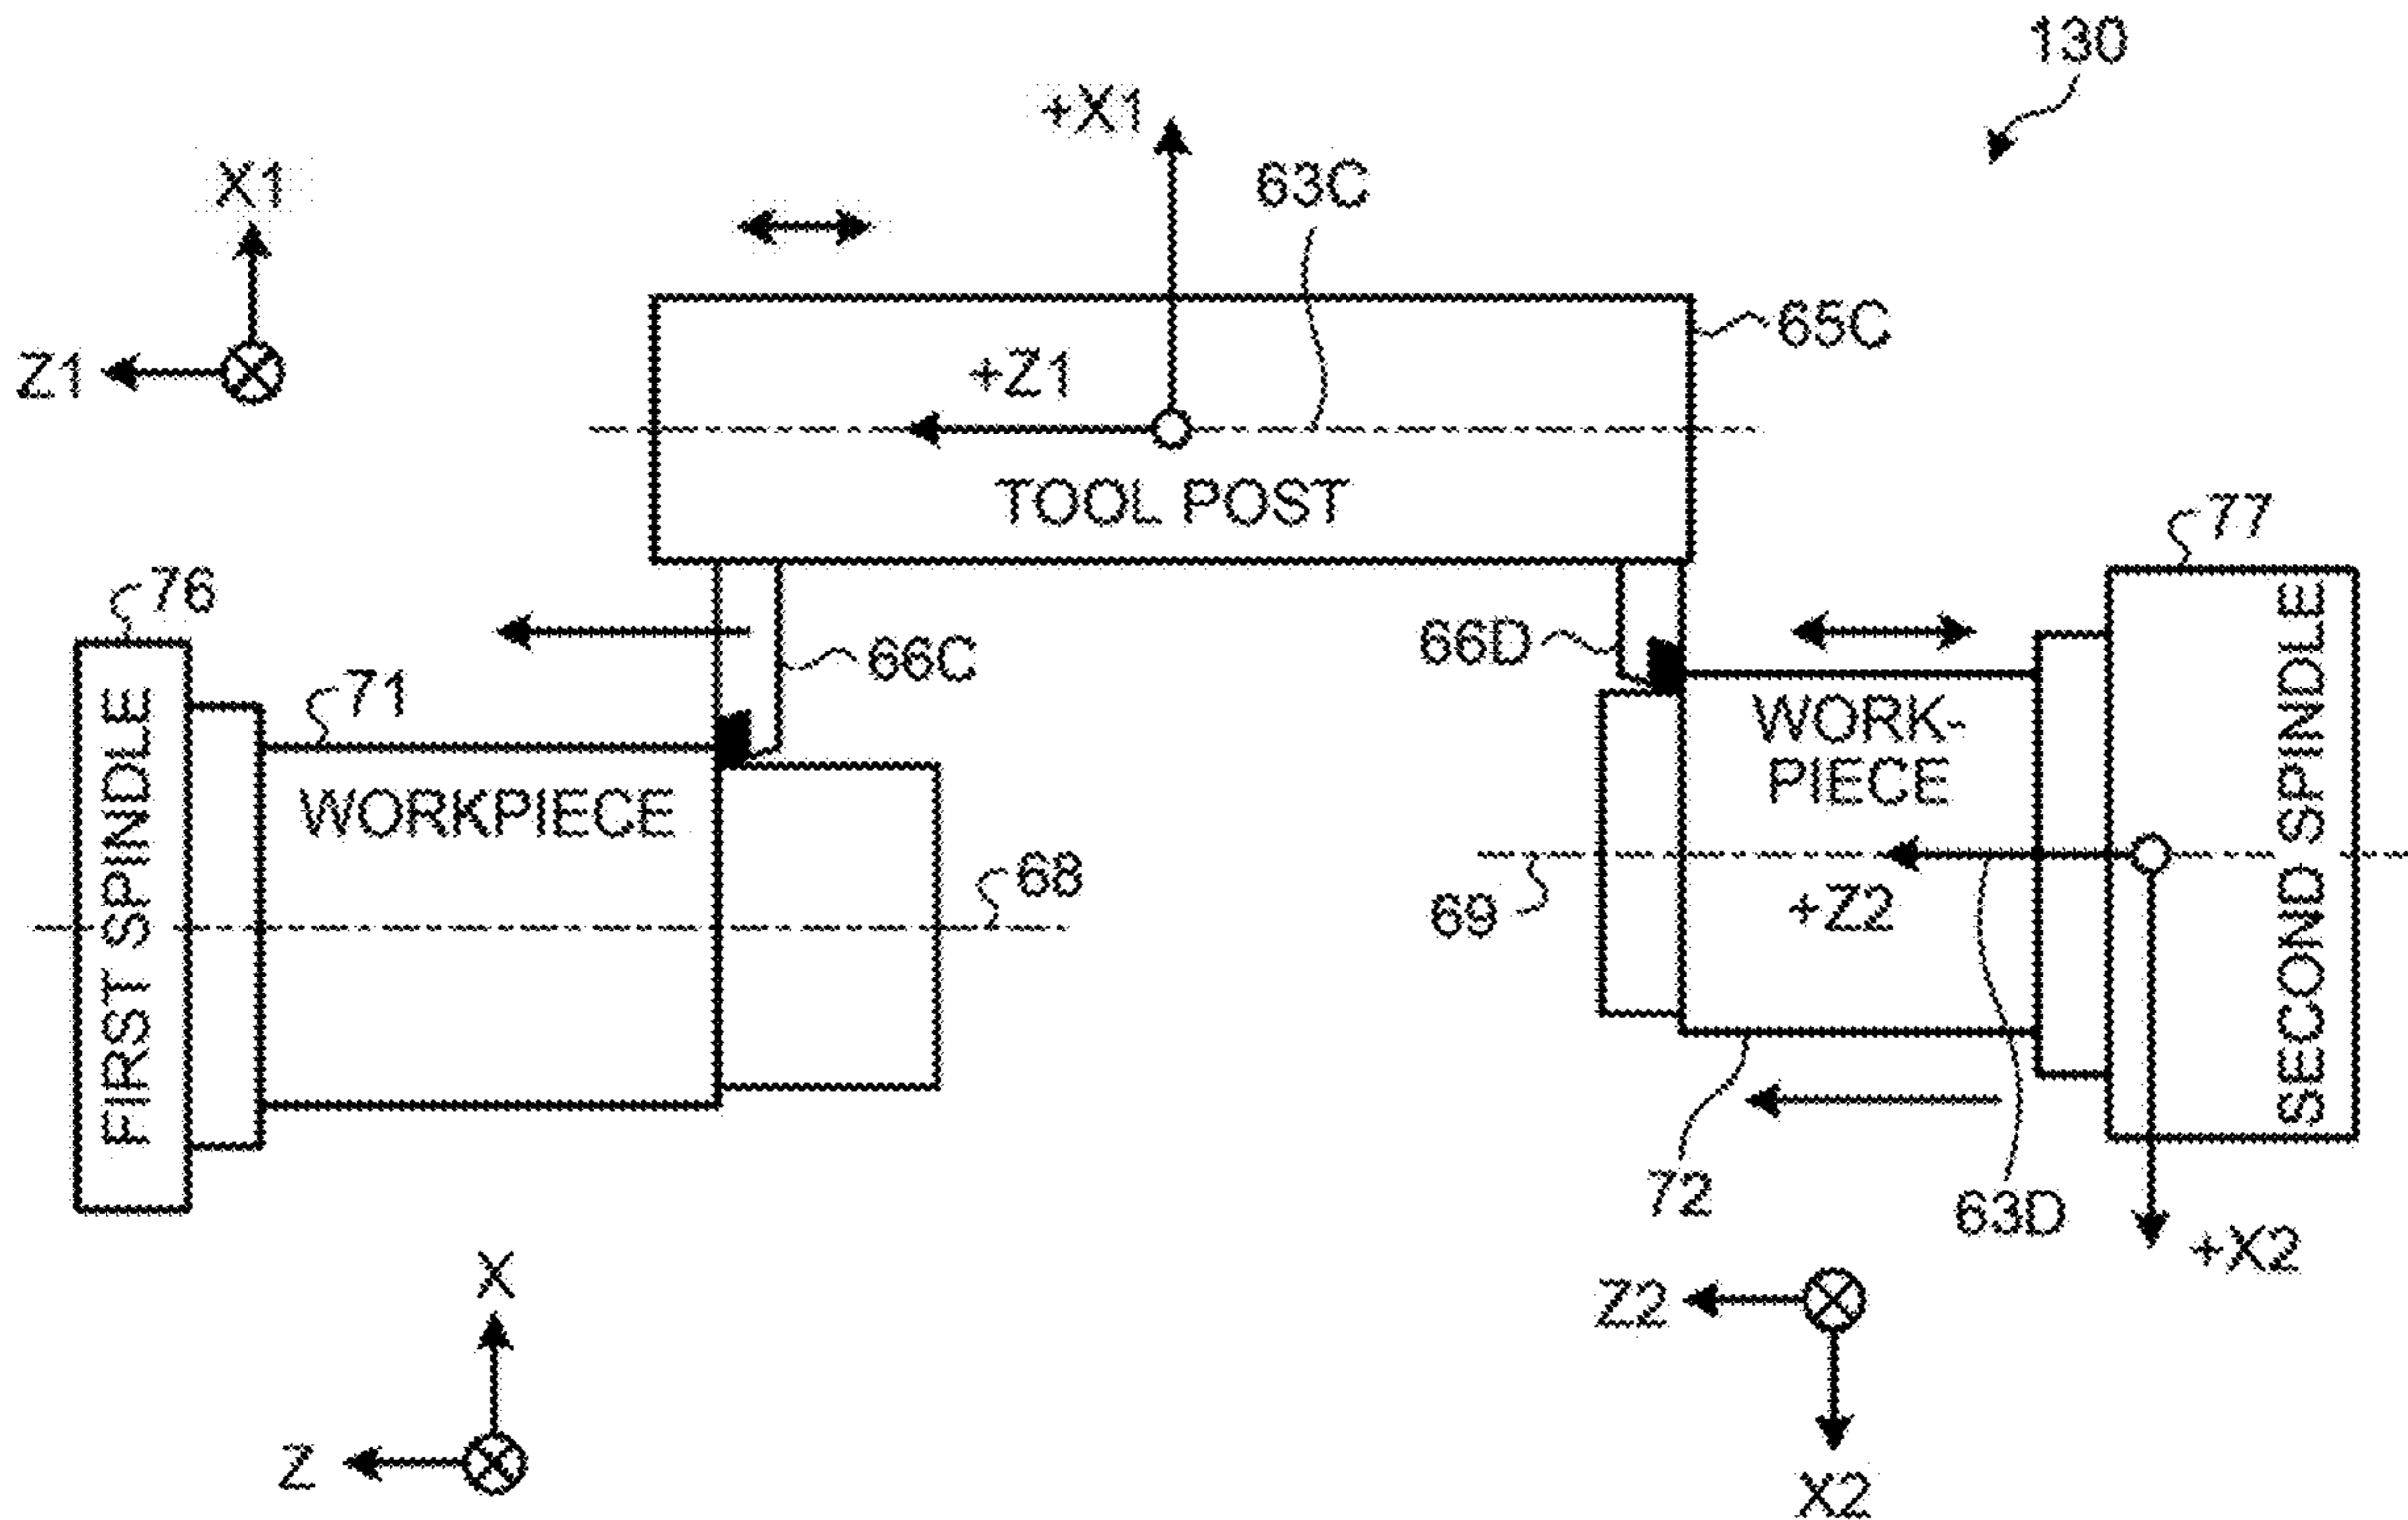 130
+X1
X1
63C
65C
Z1
+Z1
TOOL POST
77
76
66C
66D
71
FIRST SPINDLE
WORKPIECE
WORK-
PIECE
SECOND SPINDLE
68
69
+Z2
72
63D
+X2
X
Z2
Z
X2